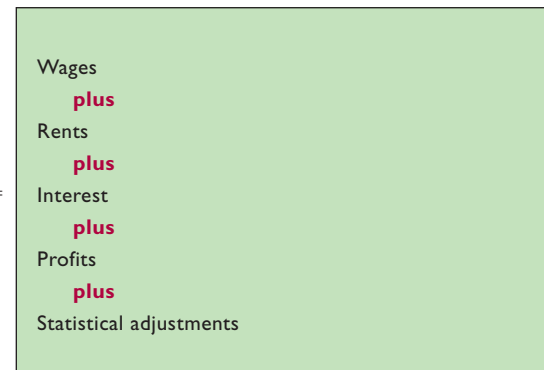 Wages
plus
Rents
plus
= Interest
plus
Profits
plus
Statistical adjustments